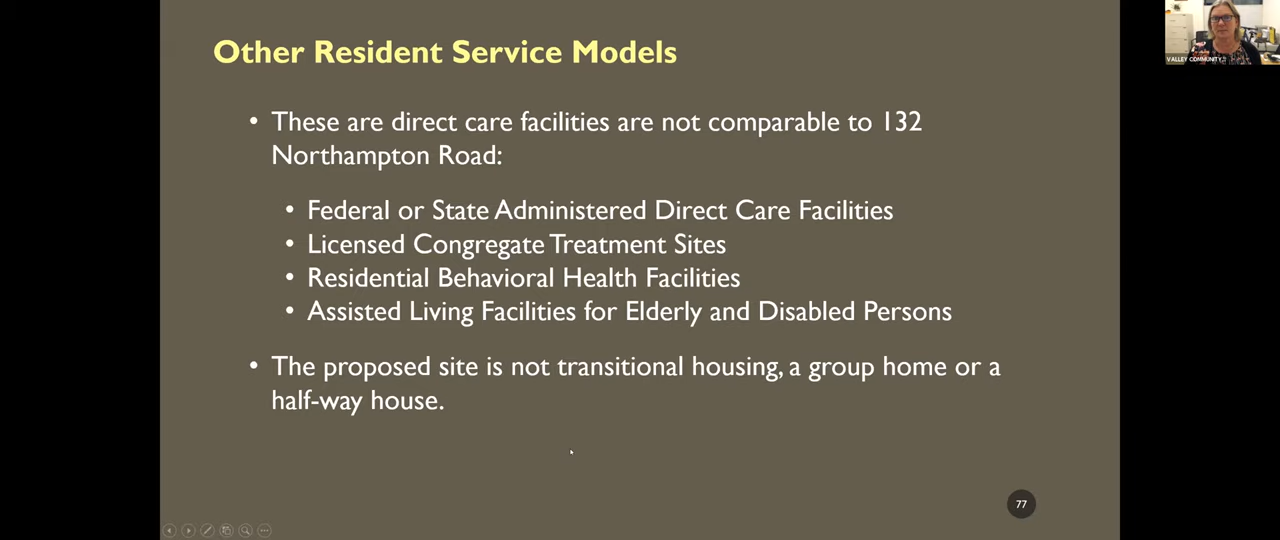 Other Resident Service Models
VALLEY COMMUNITY
• These are direct care facilities are not comparable to 132
Northampton Road:
• Federal or State Administered Direct Care Facilities
• Licensed Congregate Treatment Sites
• Residential Behavioral Health Facilities
• Assisted Living Facilities for Elderly and Disabled Persons
• The proposed site is not transitional housing, a group home or a
half-way house.
77